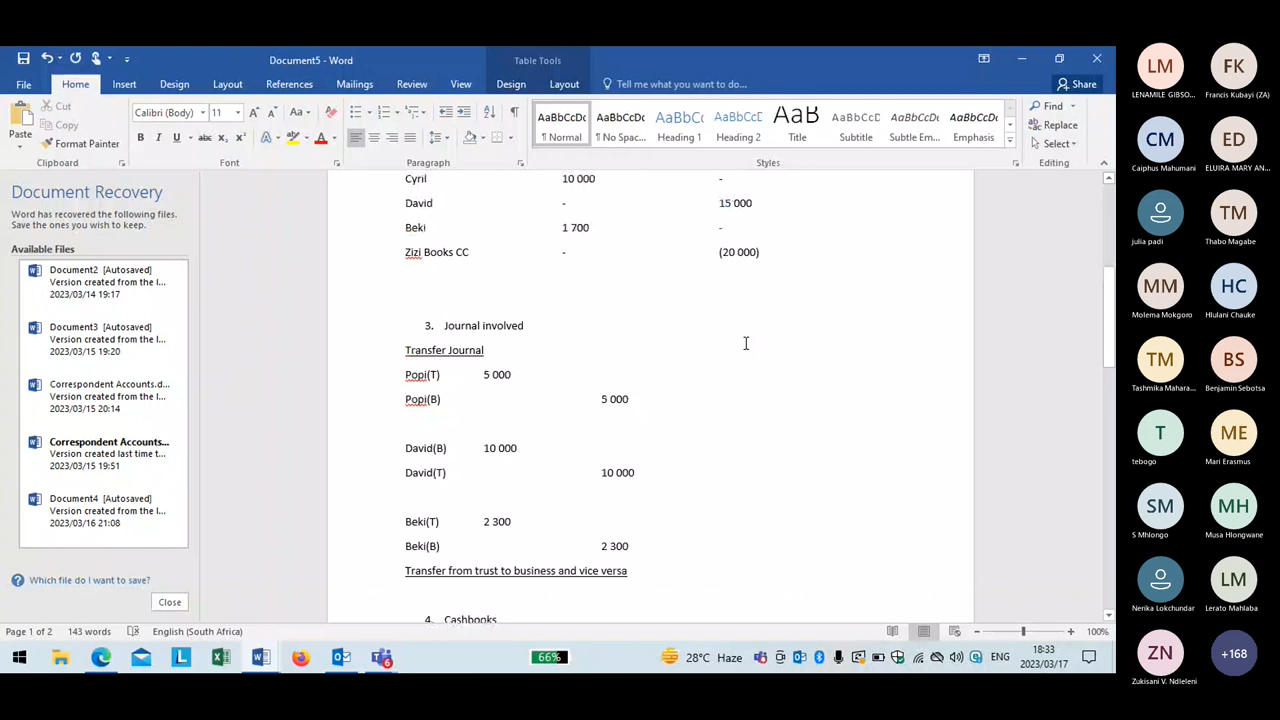 Document5 - Word
Table Tools
File Home Insert Design Layout References Mailings Review View Design Layout Tell me what you want to do... Share
Paste
Cut
Copy
Format Painter
Clipboard
Calibri (Body) 11
Font
Paragraph
AaBbCcDc AaBbCcDc AaBbCc AaBbCcD AaB AaBbCcD AaBbCcDc AaBbCcDc
¶ Normal ¶ No Spac... Heading 1 Heading 2 Title Subtitle Subtle Em... Emphasis
Styles
Find
Replace
Select
Editing
Document Recovery
Word has recovered the following files.
Save the ones you wish to keep.
Available Files
Document2 [Autosaved]
Version created from the l...
2023/03/14 19:17
Document3 [Autosaved]
Version created from the l...
2023/03/15 19:20
Correspondent Accounts.d...
Version created from the l...
2023/03/15 20:14
Correspondent Accounts...
Version created last time t...
2023/03/15 19:51
Document4 [Autosaved]
Version created from the l...
2023/03/16 21:08
Which file do I want to save?
Close
Cyril 10 000 -
David - 15 000
Beki 1 700 -
Zizi Books CC - (20 000)
3. Journal involved
Transfer Journal
Popi(T) 5 000
Popi(B) 5 000
David(B) 10 000
David(T) 10 000
Beki(T) 2 300
Beki(B) 2 300
Transfer from trust to business and vice versa
4. Cashbooks
Page 1 of 2 143 words English (South Africa) 100%
66% 28°C Haze ENG 18:33
2023/03/17
LM FK
LENAMILE GIBSO... Francis Kubayi (ZA)
CM ED
Caiphus Mahumani ELUIRA MARY AN...
TM
julia padi Thabo Magabe
MM HC
Molema Mokgoro Hlulani Chauke
TM BS
Tashmika Mahara... Benjamin Sebotsa
T ME
tebogo Mari Erasmus
SM MH
S Mhlongo Musa Hlongwane
LM
Nerika Lokchundar Lerato Mahlaba
ZN +168
Zukisani V. Ndleleni